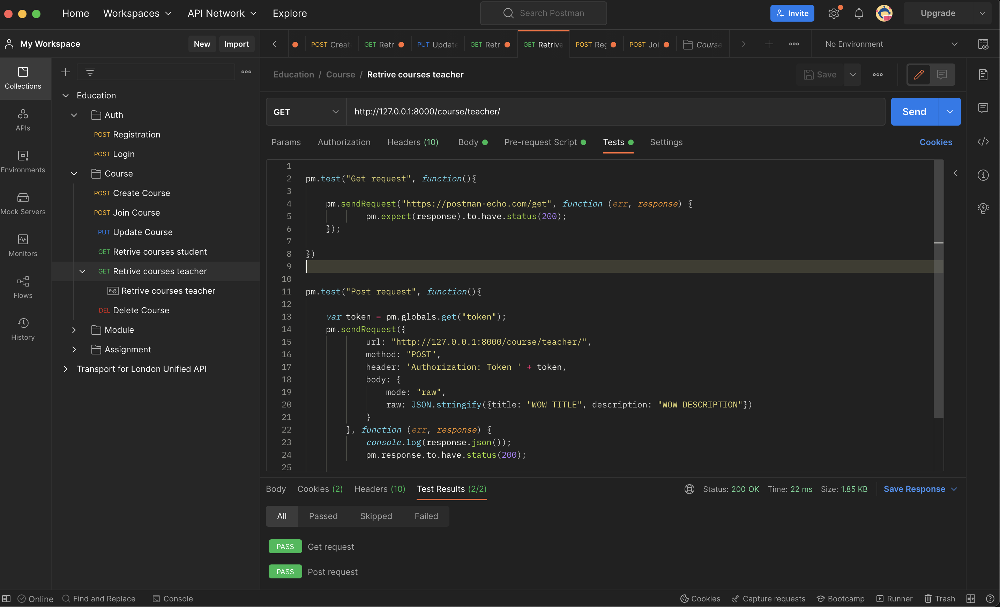 Home Workspaces API Network Explore Search Postman Invite Upgrade
My Workspace New Import
POST Creat GET Retr PUT Update GET Retr GET Retrive POST Reg POST Joi Course No Environment
Collections
APIs
Environments
Mock Servers
Monitors
Flows
History
Education
Auth
POST Registration
POST Login
Course
POST Create Course
POST Join Course
PUT Update Course
GET Retrive courses student
GET Retrive courses teacher
e.g. Retrive courses teacher
DEL Delete Course
Module
Assignment
Transport for London Unified API
Education / Course / Retrive courses teacher Save
GET http://127.0.0.1:8000/course/teacher/ Send
Params Authorization Headers (10) Body Pre-request Script Tests Settings Cookies
1
2 pm.test("Get request", function(){
3
4 pm.sendRequest("https://postman-echo.com/get", function (err, response) {
5 pm.expect(response).to.have.status(200);
6 });
7
8 })
9
10
11 pm.test("Post request", function(){
12
13 var token = pm.globals.get("token");
14 pm.sendRequest({
15 url: "http://127.0.0.1:8000/course/teacher/",
16 method: "POST",
17 header: 'Authorization: Token ' + token,
18 body: {
19 mode: "raw",
20 raw: JSON.stringify({title: "WOW TITLE", description: "WOW DESCRIPTION"})
21 }
22 }, function (err, response) {
23 console.log(response.json());
24 pm.response.to.have.status(200);
25
Body Cookies (2) Headers (10) Test Results (2/2) Status: 200 OK Time: 22 ms Size: 1.85 KB Save Response
All Passed Skipped Failed
PASS Get request
PASS Post request
Online Find and Replace Console Cookies Capture requests Bootcamp Runner Trash